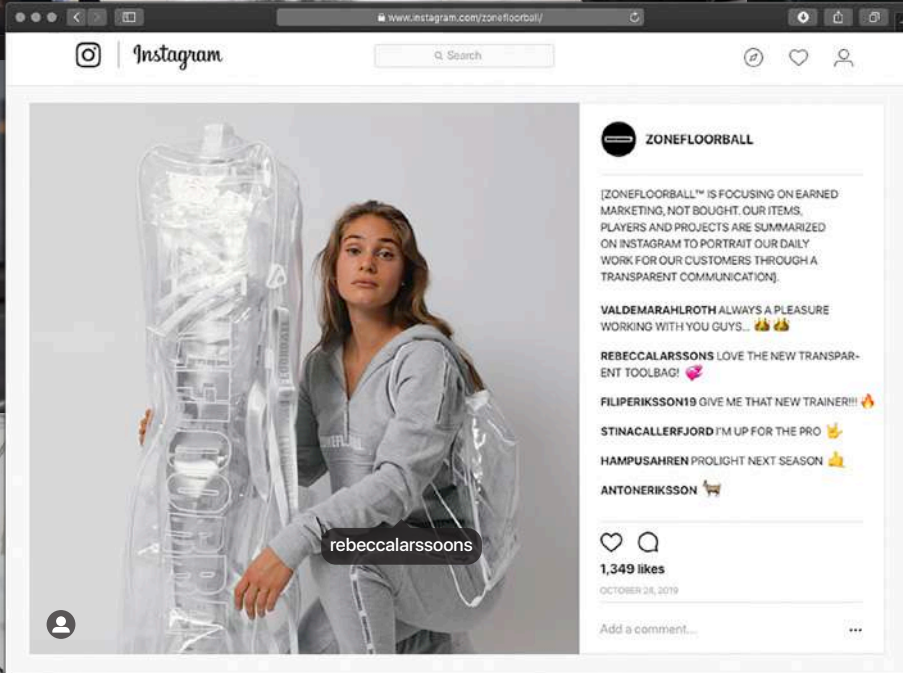 www.instagram.com/zonefloorball/
Instagram
Search
ZONEFLOORBALL
[ZONEFLOORBALL™ IS FOCUSING ON EARNED
MARKETING, NOT BOUGHT. OUR ITEMS,
PLAYERS AND PROJECTS ARE SUMMARIZED
ON INSTAGRAM TO PORTRAIT OUR DAILY
WORK FOR OUR CUSTOMERS THROUGH A
TRANSPARENT COMMUNICATION].
VALDEMARAHLROTH ALWAYS A PLEASURE
WORKING WITH YOU GUYS...
REBECCALARSSONS LOVE THE NEW TRANSPAR-
ENT TOOLBAG!
FILIPERIKSSON19 GIVE ME THAT NEW TRAINER!!!
STINACALLERFJORD I'M UP FOR THE PRO
HAMPUSAHREN PROLIGHT NEXT SEASON
ANTONERIKSSON
rebeccalarssoons
1,349 likes
OCTOBER 28, 2019
Add a comment...